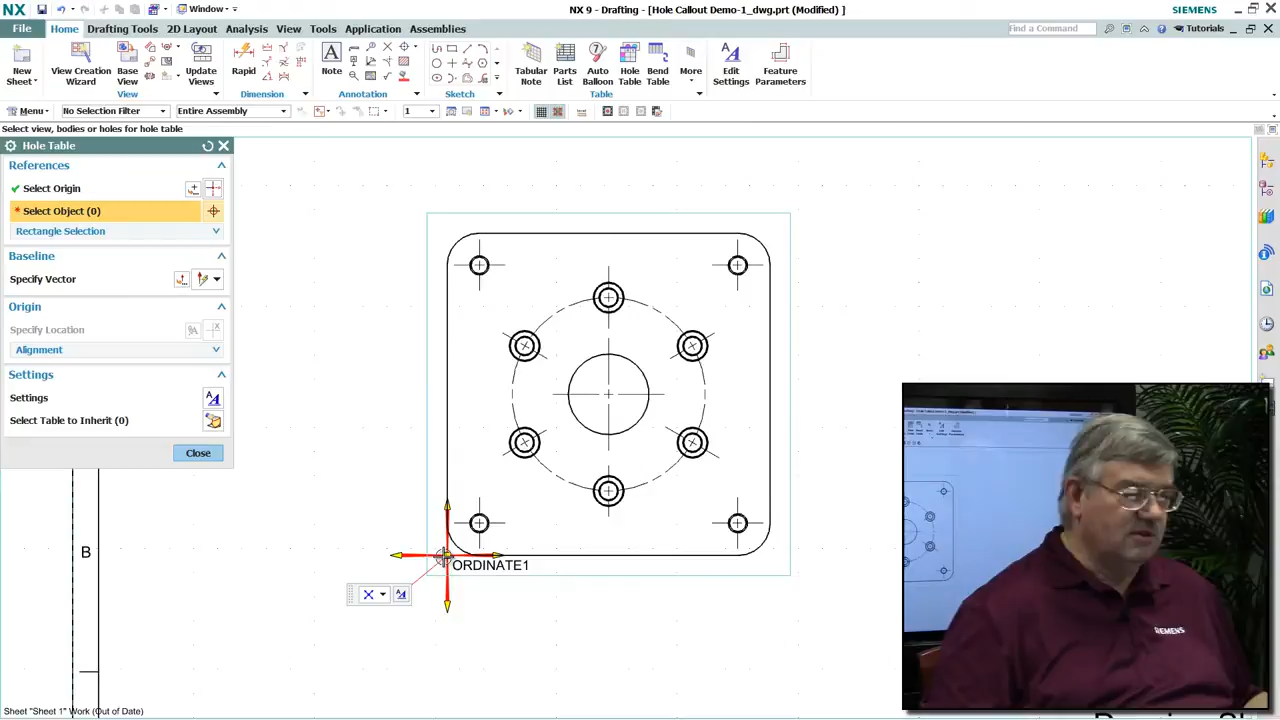 NX
Window
NX 9 - Drafting - [Hole Callout Demo-1_dwg.prt (Modified) ]
SIEMENS
File
Home
Drafting Tools
2D Layout
Analysis
View
Tools
Application
Assemblies
Find a Command
Tutorials
New
Sheet
View Creation
Wizard
Base
View
Update
Views
View
Rapid
Dimension
Note
Annotation
Sketch
Tabular
Note
Parts
List
Auto
Balloon
Hole
Table
Bend
Table
More
Table
Edit
Settings
Feature
Parameters
Menu
No Selection Filter
Entire Assembly
1
Select view, bodies or holes for hole table
Hole Table
References
Select Origin
* Select Object (0)
Rectangle Selection
Baseline
Specify Vector
Origin
Specify Location
Alignment
Settings
Settings
Select Table to Inherit (0)
Close
B
ORDINATE1
SIEMENS
Sheet "Sheet 1" Work (Out of Date)